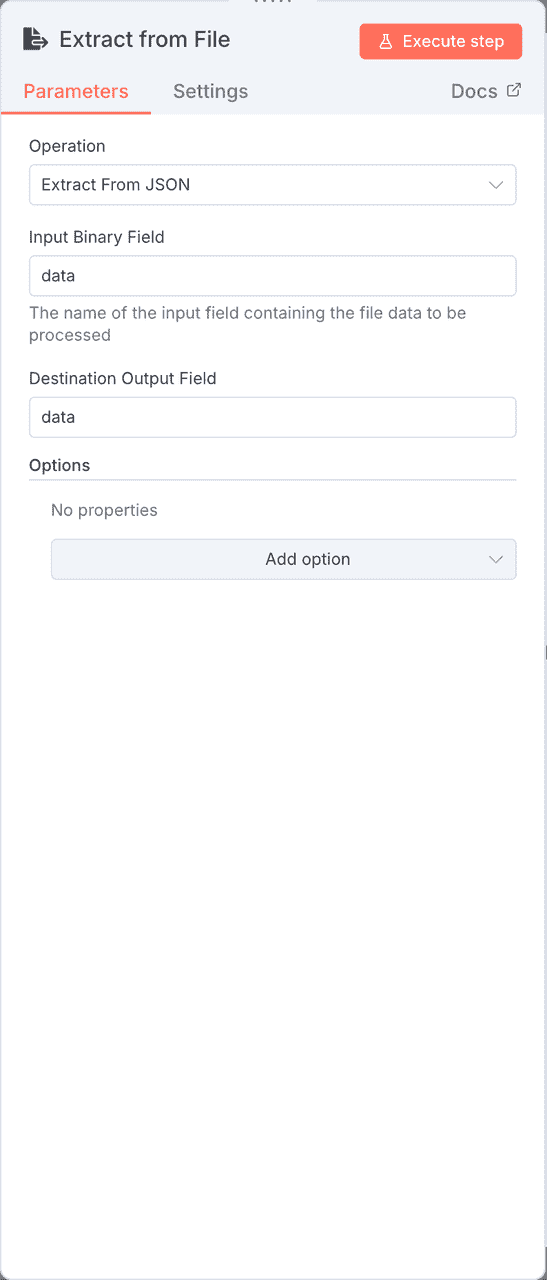 Extract from File
Execute step
Parameters
Settings
Docs
Operation
Extract From JSON
Input Binary Field
data
The name of the input field containing the file data to be
processed
Destination Output Field
data
Options
No properties
Add option